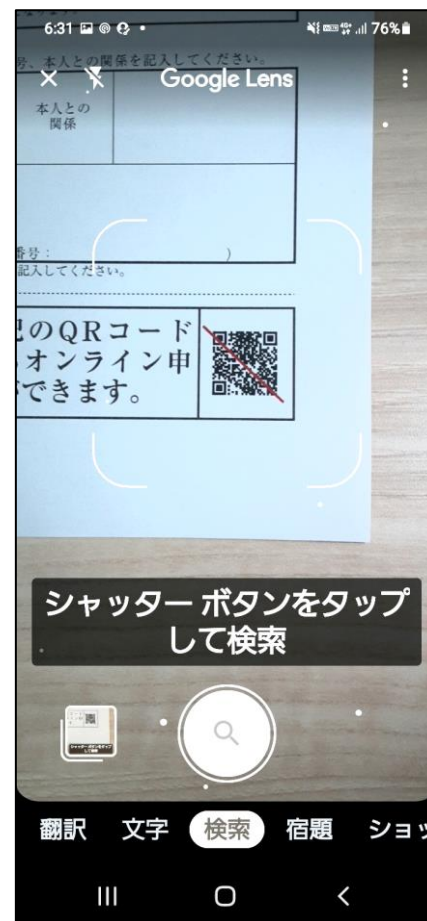 6:31
76%
号、本人との関係を記入してください。
Google Lens
本人との
関係
番号: )
記入してください。
のQRコード
オンライン申
できます。
シャッター ボタンをタップ
して検索
翻訳 文字 検索 宿題 ショッ